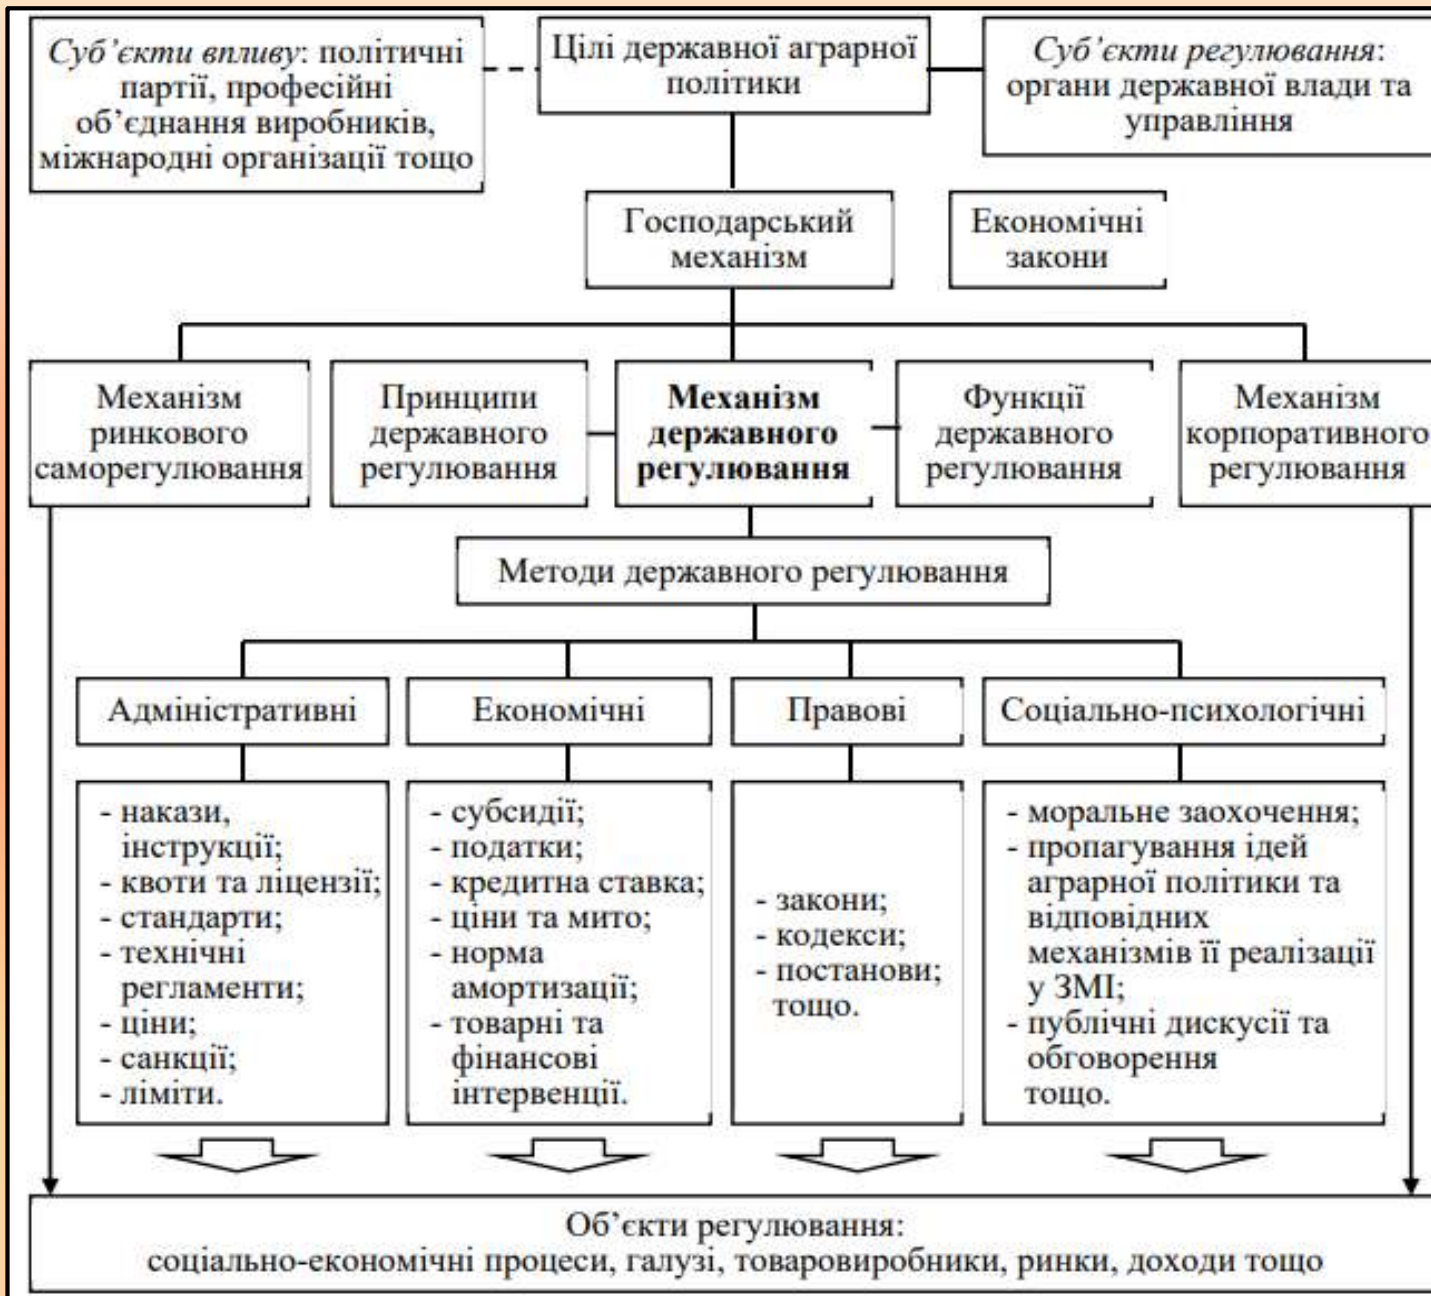 Суб’єкти впливу: політичні
партії, професійні
об’єднання виробників,
міжнародні організації тощо
Цілі державної аграрної
політики
Суб’єкти регулювання:
органи державної влади та
управління
Господарський
механізм
Економічні
закони
Механізм
ринкового
саморегулювання
Принципи
державного
регулювання
Механізм
державного
регулювання
Функції
державного
регулювання
Механізм
корпоративного
регулювання
Методи державного регулювання
Адміністративні
Економічні
Правові
Соціально-психологічні
- накази,
інструкції;
- квоти та ліцензії;
- стандарти;
- технічні
регламенти;
- ціни;
- санкції;
- ліміти.
- субсидії;
- податки;
- кредитна ставка;
- ціни та мито;
- норма
амортизації;
- товарні та
фінансові
інтервенції.
- закони;
- кодекси;
- постанови;
тощо.
- моральне заохочення;
- пропагування ідей
аграрної політики та
відповідних
механізмів її реалізації
у ЗМІ;
- публічні дискусії та
обговорення
тощо.
Об’єкти регулювання:
соціально-економічні процеси, галузі, товаровиробники, ринки, доходи тощо